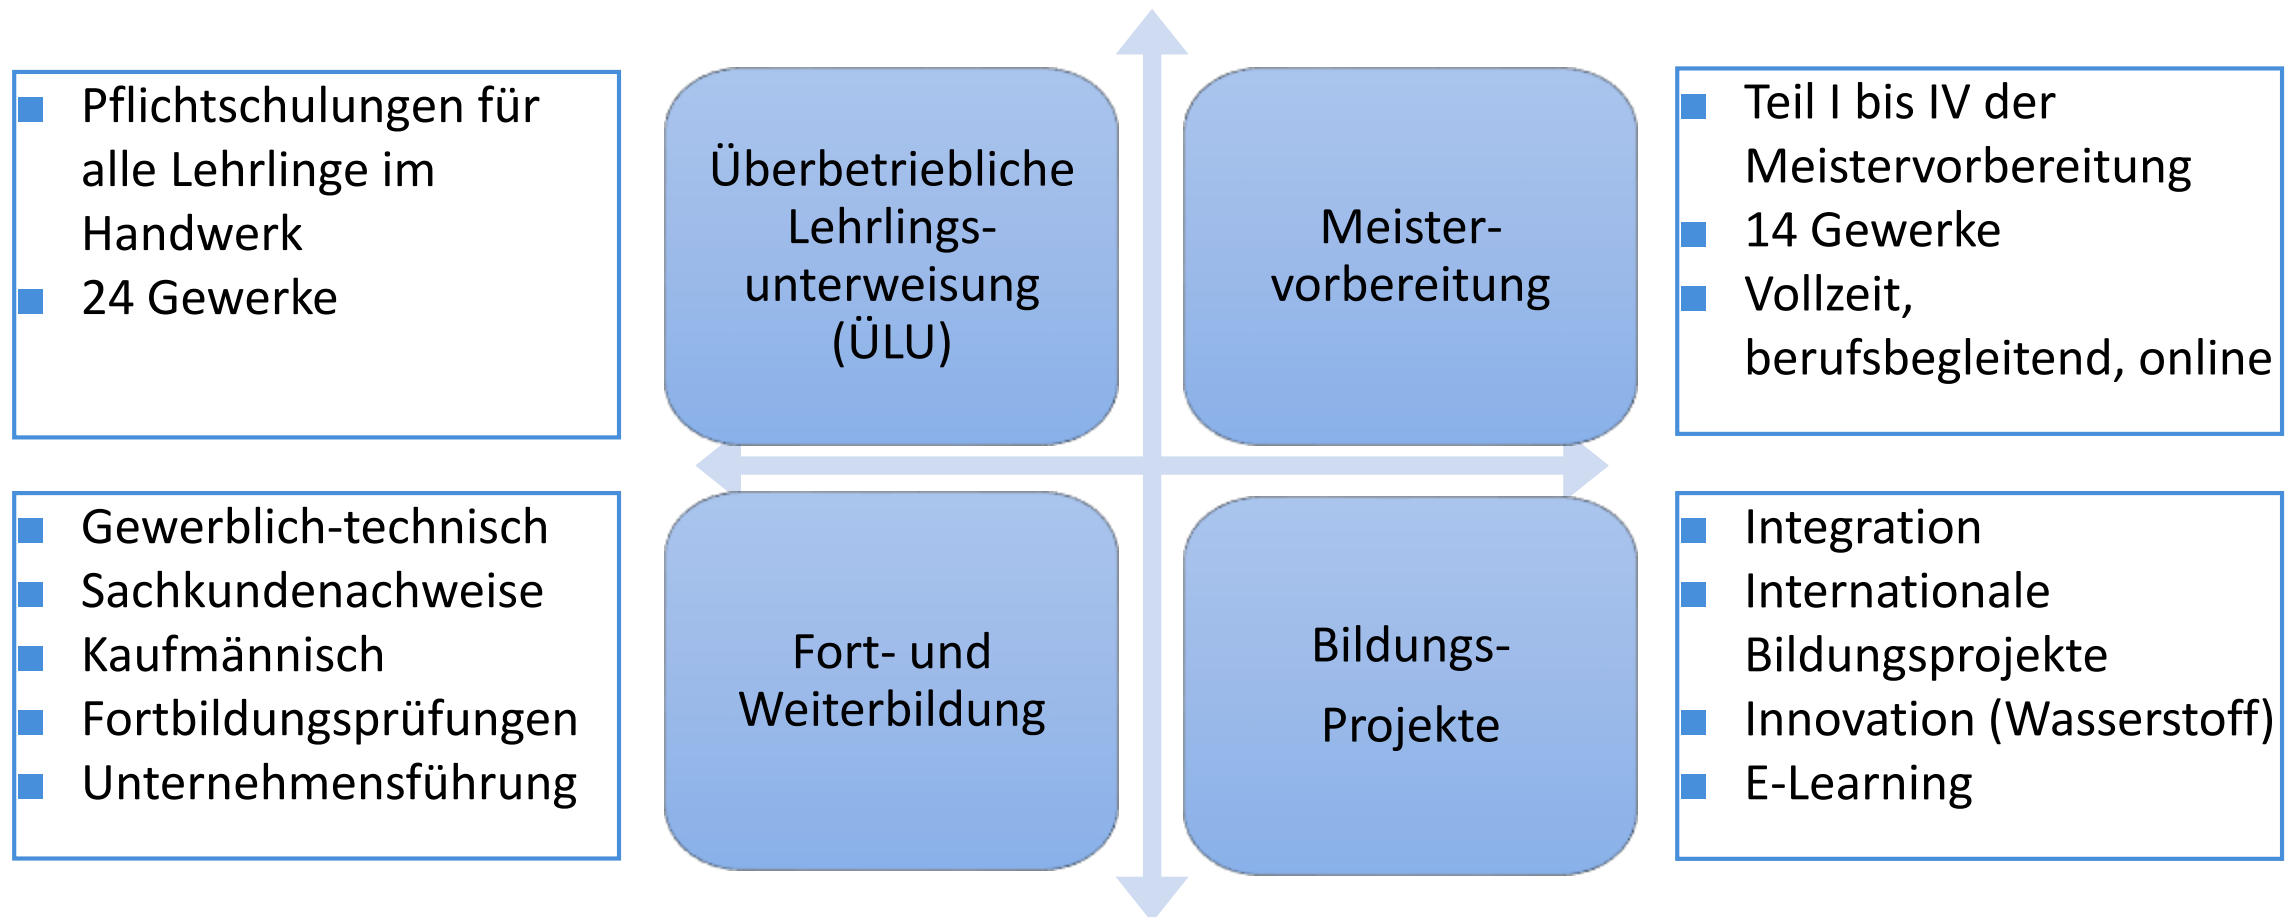 Pflichtschulungen für
alle Lehrlinge im
Handwerk
24 Gewerke
Überbetriebliche
Lehrlings-
unterweisung
(ÜLU)
Meister-
vorbereitung
Teil I bis IV der
Meistervorbereitung
14 Gewerke
Vollzeit,
berufsbegleitend, online
Gewerblich-technisch
Sachkundenachweise
Kaufmännisch
Fortbildungsprüfungen
Unternehmensführung
Fort- und
Weiterbildung
Bildungs-
Projekte
Integration
Internationale
Bildungsprojekte
Innovation (Wasserstoff)
E-Learning